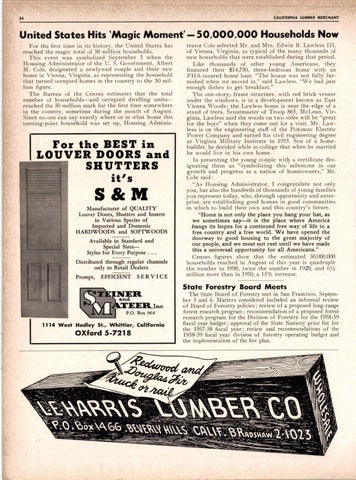 24
CALIFORNIA LUMBER MERCHANT
United States Hits 'Magic Moment'—50,000,000 Households Now
For the first time in its history, the United States has
reached the magic total of 50 million households.
This event was symbolized September 3 when the
Housing Administrator of the U. S. Government, Albert
M. Cole, designated a newlywed couple and their new
home in Vienna, Virginia, as representing the household
that turned occupied homes in the country to the 50 mil-
lion figure.
The Bureau of the Census estimates that the total
number of households—and occupied dwelling units—
reached the 50 million mark for the first time somewhere
in the country, sometime during the month of August.
Since no one can say exactly where or in what home this
turning-point household was set up, Housing Adminis-
For the BEST in
LOUVER DOORS and
SHUTTERS
it's
S & M
Manufacturer of QUALITY
Louver Doors, Shutters and Inserts
in Various Species of
Imported and Domestic
HARDWOODS and SOFTWOODS
Available in Standard and
Special Sizes—
Styles for Every Purpose . . .
Distributed through regular channels
only to Retail Dealers
Prompt, EFFICIENT SERVICE
STEINER
and
MATEER, Inc.
P.O. Box 964
1114 West Hadley St., Whittier, California
OXford 5-7218
trator Cole selected Mr. and Mrs. Edwin B. Lawless III,
of Vienna, Virginia, as typical of the many thousands of
new households that were established during that period.
Like thousands of other young Americans, they
financed their $14,750, three-bedroom home with an
FHA-insured home loan. "The house was not fully fur-
nished when we moved in," said Lawless. "We had just
enough dishes to get breakfast."
The one-story, frame structure, with red brick veneer
under the windows, is in a development known as East
Vienna Woods; the Lawless home is near the edge of a
stand of trees. Scoutmaster of Troop 865, McLean, Vir-
ginia, Lawless said the woods on two sides will be "great
for the boys" when they come out for a visit. Mr. Law-
less is on the engineering staff of the Potomac Electric
Power Company and earned his civil engineering degree
at Virginia Military Institute in 1955. Son of a home-
builder, he decided while in college that when he married
he would live in his own home.
In presenting the young couple with a certificate des-
ignating them as "symbolizing this milestone in our
growth and progress as a nation of homeowners," Mr.
Cole said:
"As Housing Administrator, I congratulate not only
you, but also the hundreds of thousands of young families
you represent today, who, through opportunity and enter-
prise, are establishing good homes in good communities
in which to build their own and this country's future.
"Home is not only the place you hang your hat, as
we sometimes say—it is the place where America
hangs its hopes for a continued free way of life in a
free country and a free world. We have opened the
doorway to good housing to the great majority of
our people, and we must not rest until we have made
this a universal opportunity for all Americans."
Census figures show that the estimated 50,000,000
households reached in August of this year is quadruple
the number in 1890, twice the number in 1920, and 6½
million more than in 1950, a 15% increase.
State Forestry Board Meets
The State Board of Forestry met in San Francisco, Septem-
ber 5 and 6. Matters considered included an informal review
of Board of Forestry policies; review of a proposed long-range
forest research program; recommendation of a proposed forest
research program for the Division of Forestry for the 1958-59
fiscal year budget; approval of the State Nursery price list for
the 1957-58 fiscal year; review and recommendations of the
1958-59 fiscal year division of forestry operating budget and
the implementation of the fire plan.
Redwood and
Douglas Fir
truck or rail
L·E·HARRIS LUMBER CO
P.O. Box 1466 BEVERLY HILLS CALIF. BRADSHAW 2-1023